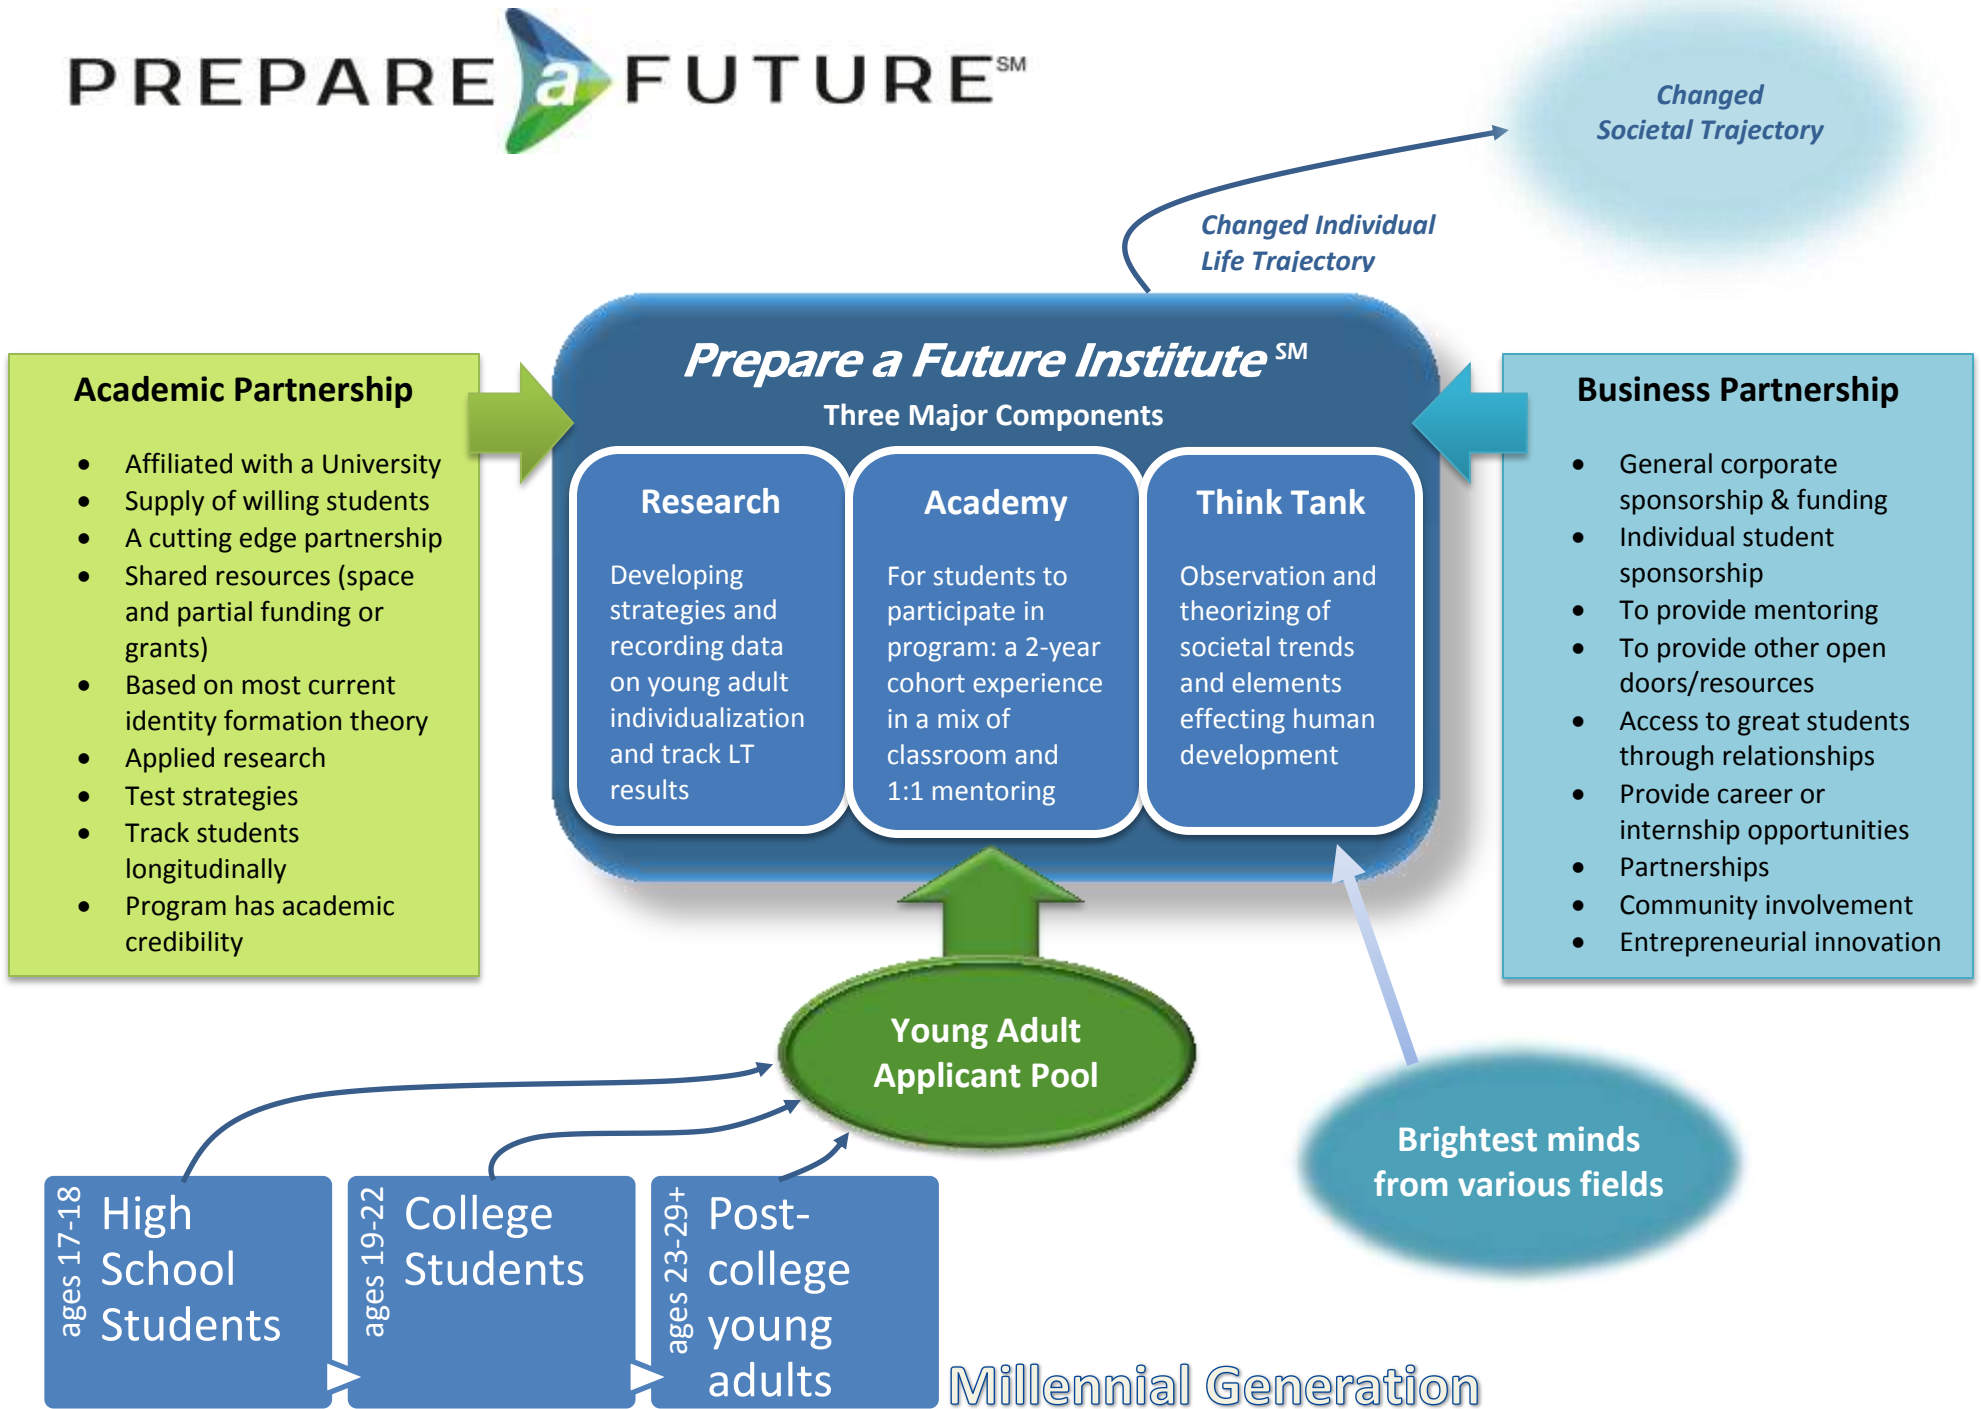 PREPARE a FUTURE SM
Changed
Societal Trajectory
Changed Individual
Life Trajectory
Prepare a Future Institute SM
Three Major Components
Academic Partnership
• Affiliated with a University
• Supply of willing students
• A cutting edge partnership
• Shared resources (space
and partial funding or
grants)
• Based on most current
identity formation theory
• Applied research
• Test strategies
• Track students
longitudinally
• Program has academic
credibility
Research
Developing
strategies and
recording data
on young adult
individualization
and track LT
results
Academy
For students to
participate in
program: a 2-year
cohort experience
in a mix of
classroom and
1:1 mentoring
Think Tank
Observation and
theorizing of
societal trends
and elements
effecting human
development
Business Partnership
• General corporate
sponsorship & funding
• Individual student
sponsorship
• To provide mentoring
• To provide other open
doors/resources
• Access to great students
through relationships
• Provide career or
internship opportunities
• Partnerships
• Community involvement
• Entrepreneurial innovation
Young Adult
Applicant Pool
Brightest minds
from various fields
ages 17-18
High
School
Students
ages 19-22
College
Students
ages 23-29+
Post-
college
young
adults
Millennial Generation